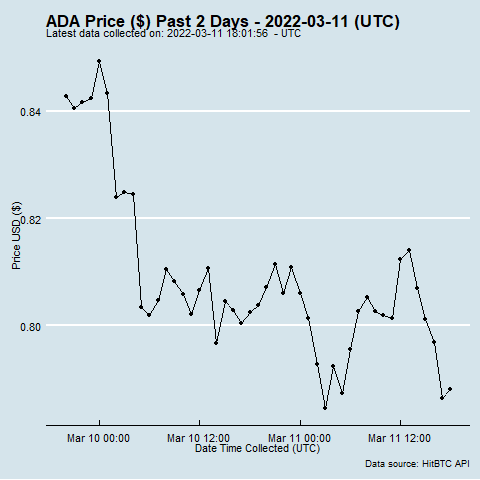 ADA Price ($) Past 2 Days - 2022-03-11 (UTC)
Latest data collected on: 2022-03-11 18:01:56 - UTC
0.84
0.82
0.80
Price USD ($)
Mar 10 00:00 Mar 10 12:00 Mar 11 00:00 Mar 11 12:00
Date Time Collected (UTC)
Data source: HitBTC API